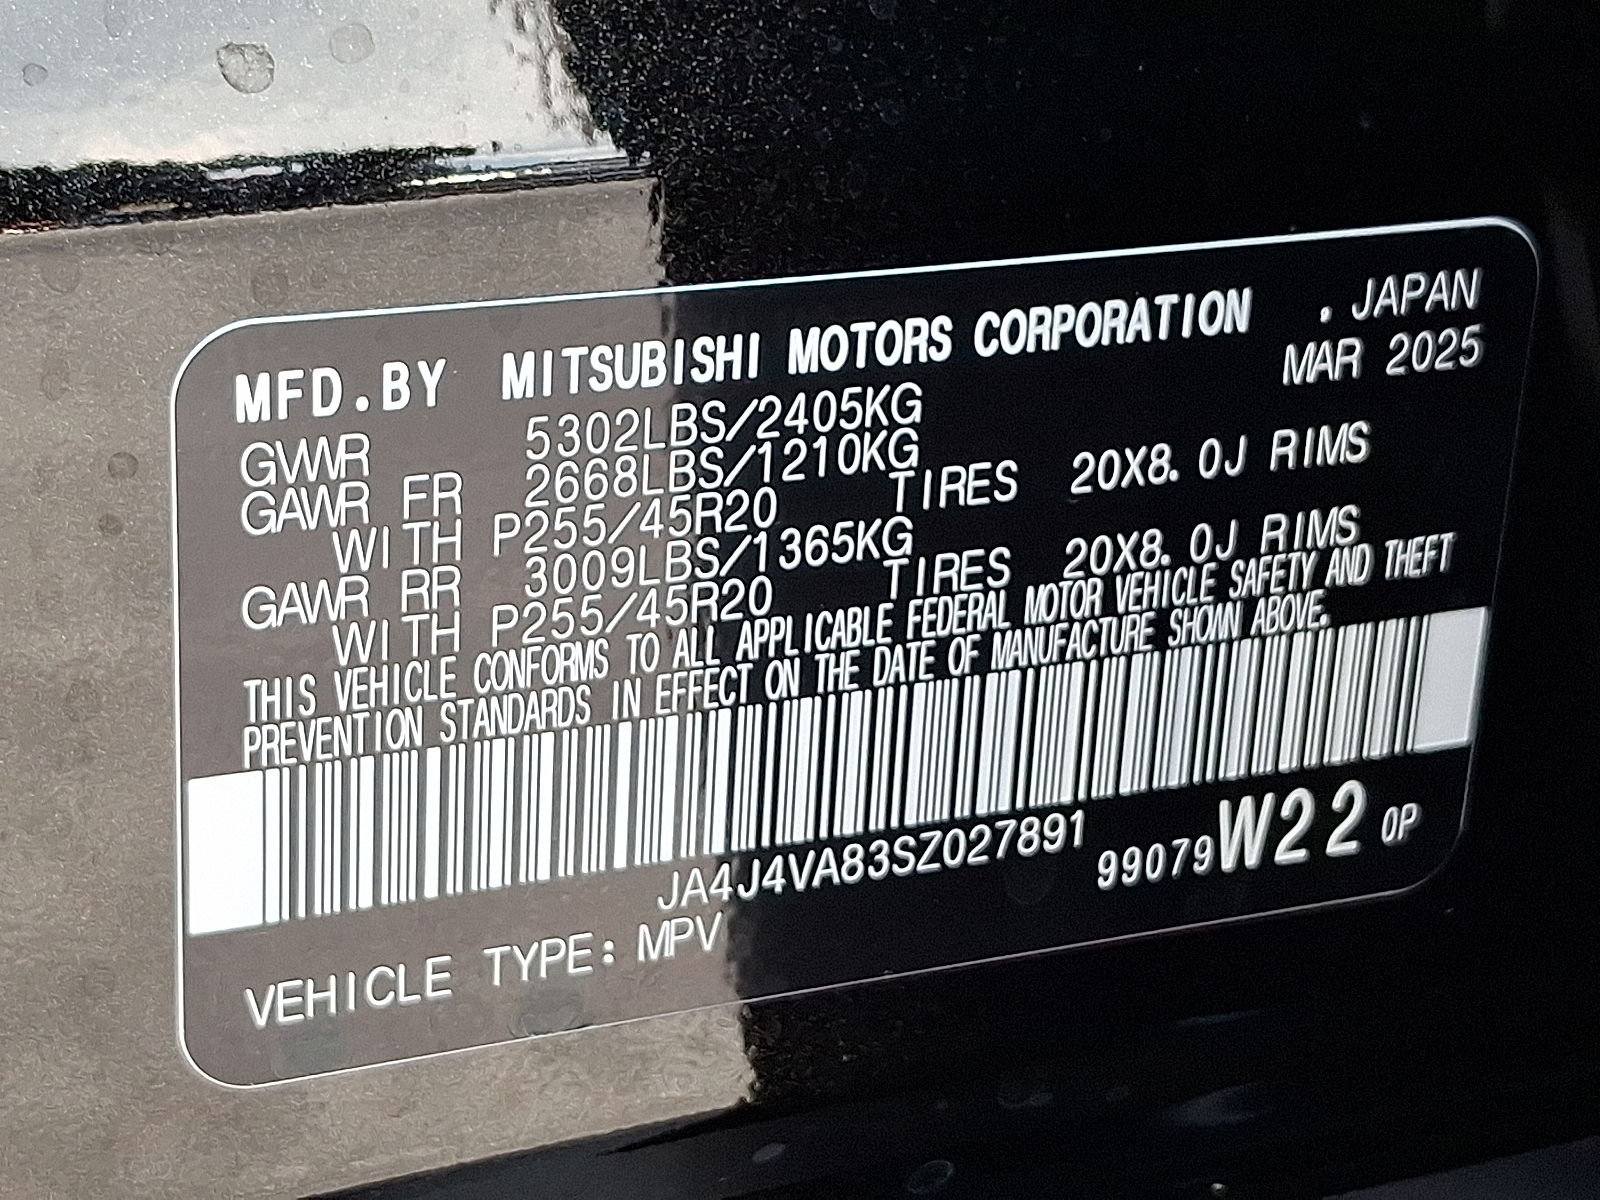 MFD.BY MITSUBISHI MOTORS CORPORATION . JAPAN
MAR 2025
GVWR 5302LBS/2405KG
GAWR FR 2668LBS/1210KG
WITH P255/45R20 TIRES 20X8.0J RIMS
GAWR RR 3009LBS/1365KG
WITH P255/45R20 TIRES 20X8.0J RIMS
THIS VEHICLE CONFORMS TO ALL APPLICABLE FEDERAL MOTOR VEHICLE SAFETY AND THEFT
PREVENTION STANDARDS IN EFFECT ON THE DATE OF MANUFACTURE SHOWN ABOVE.
JA4J4VA83SZ027891 99079W22 0P
VEHICLE TYPE: MPV